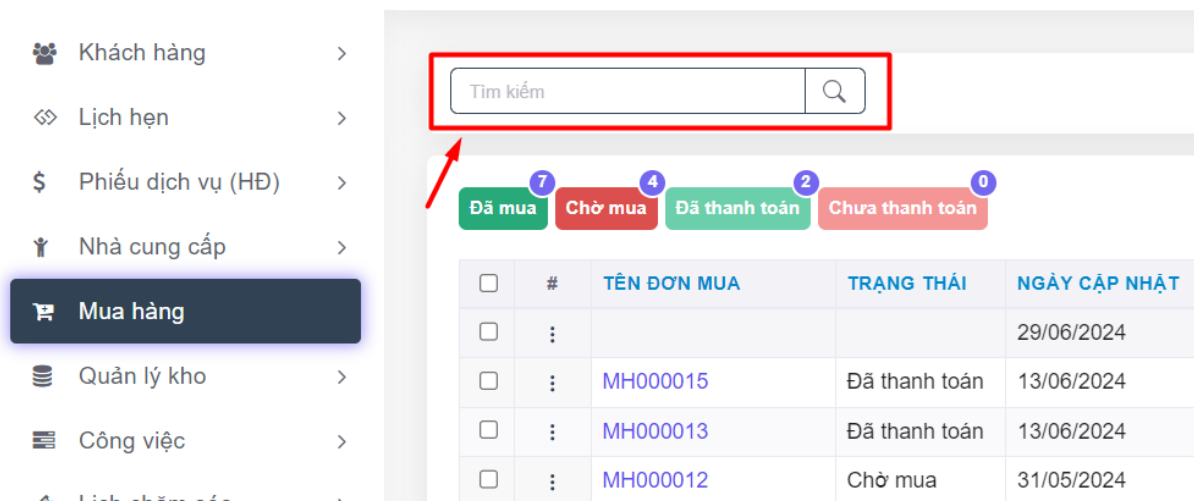 Khách hàng
Lịch hẹn
Phiếu dịch vụ (HĐ)
Nhà cung cấp
Mua hàng
Quản lý kho
Công việc
Tìm kiếm
Đã mua 7 Chờ mua 4 Đã thanh toán 2 Chưa thanh toán 0
# TÊN ĐƠN MUA TRẠNG THÁI NGÀY CẬP NHẬT
29/06/2024
MH000015 Đã thanh toán 13/06/2024
MH000013 Đã thanh toán 13/06/2024
MH000012 Chờ mua 31/05/2024